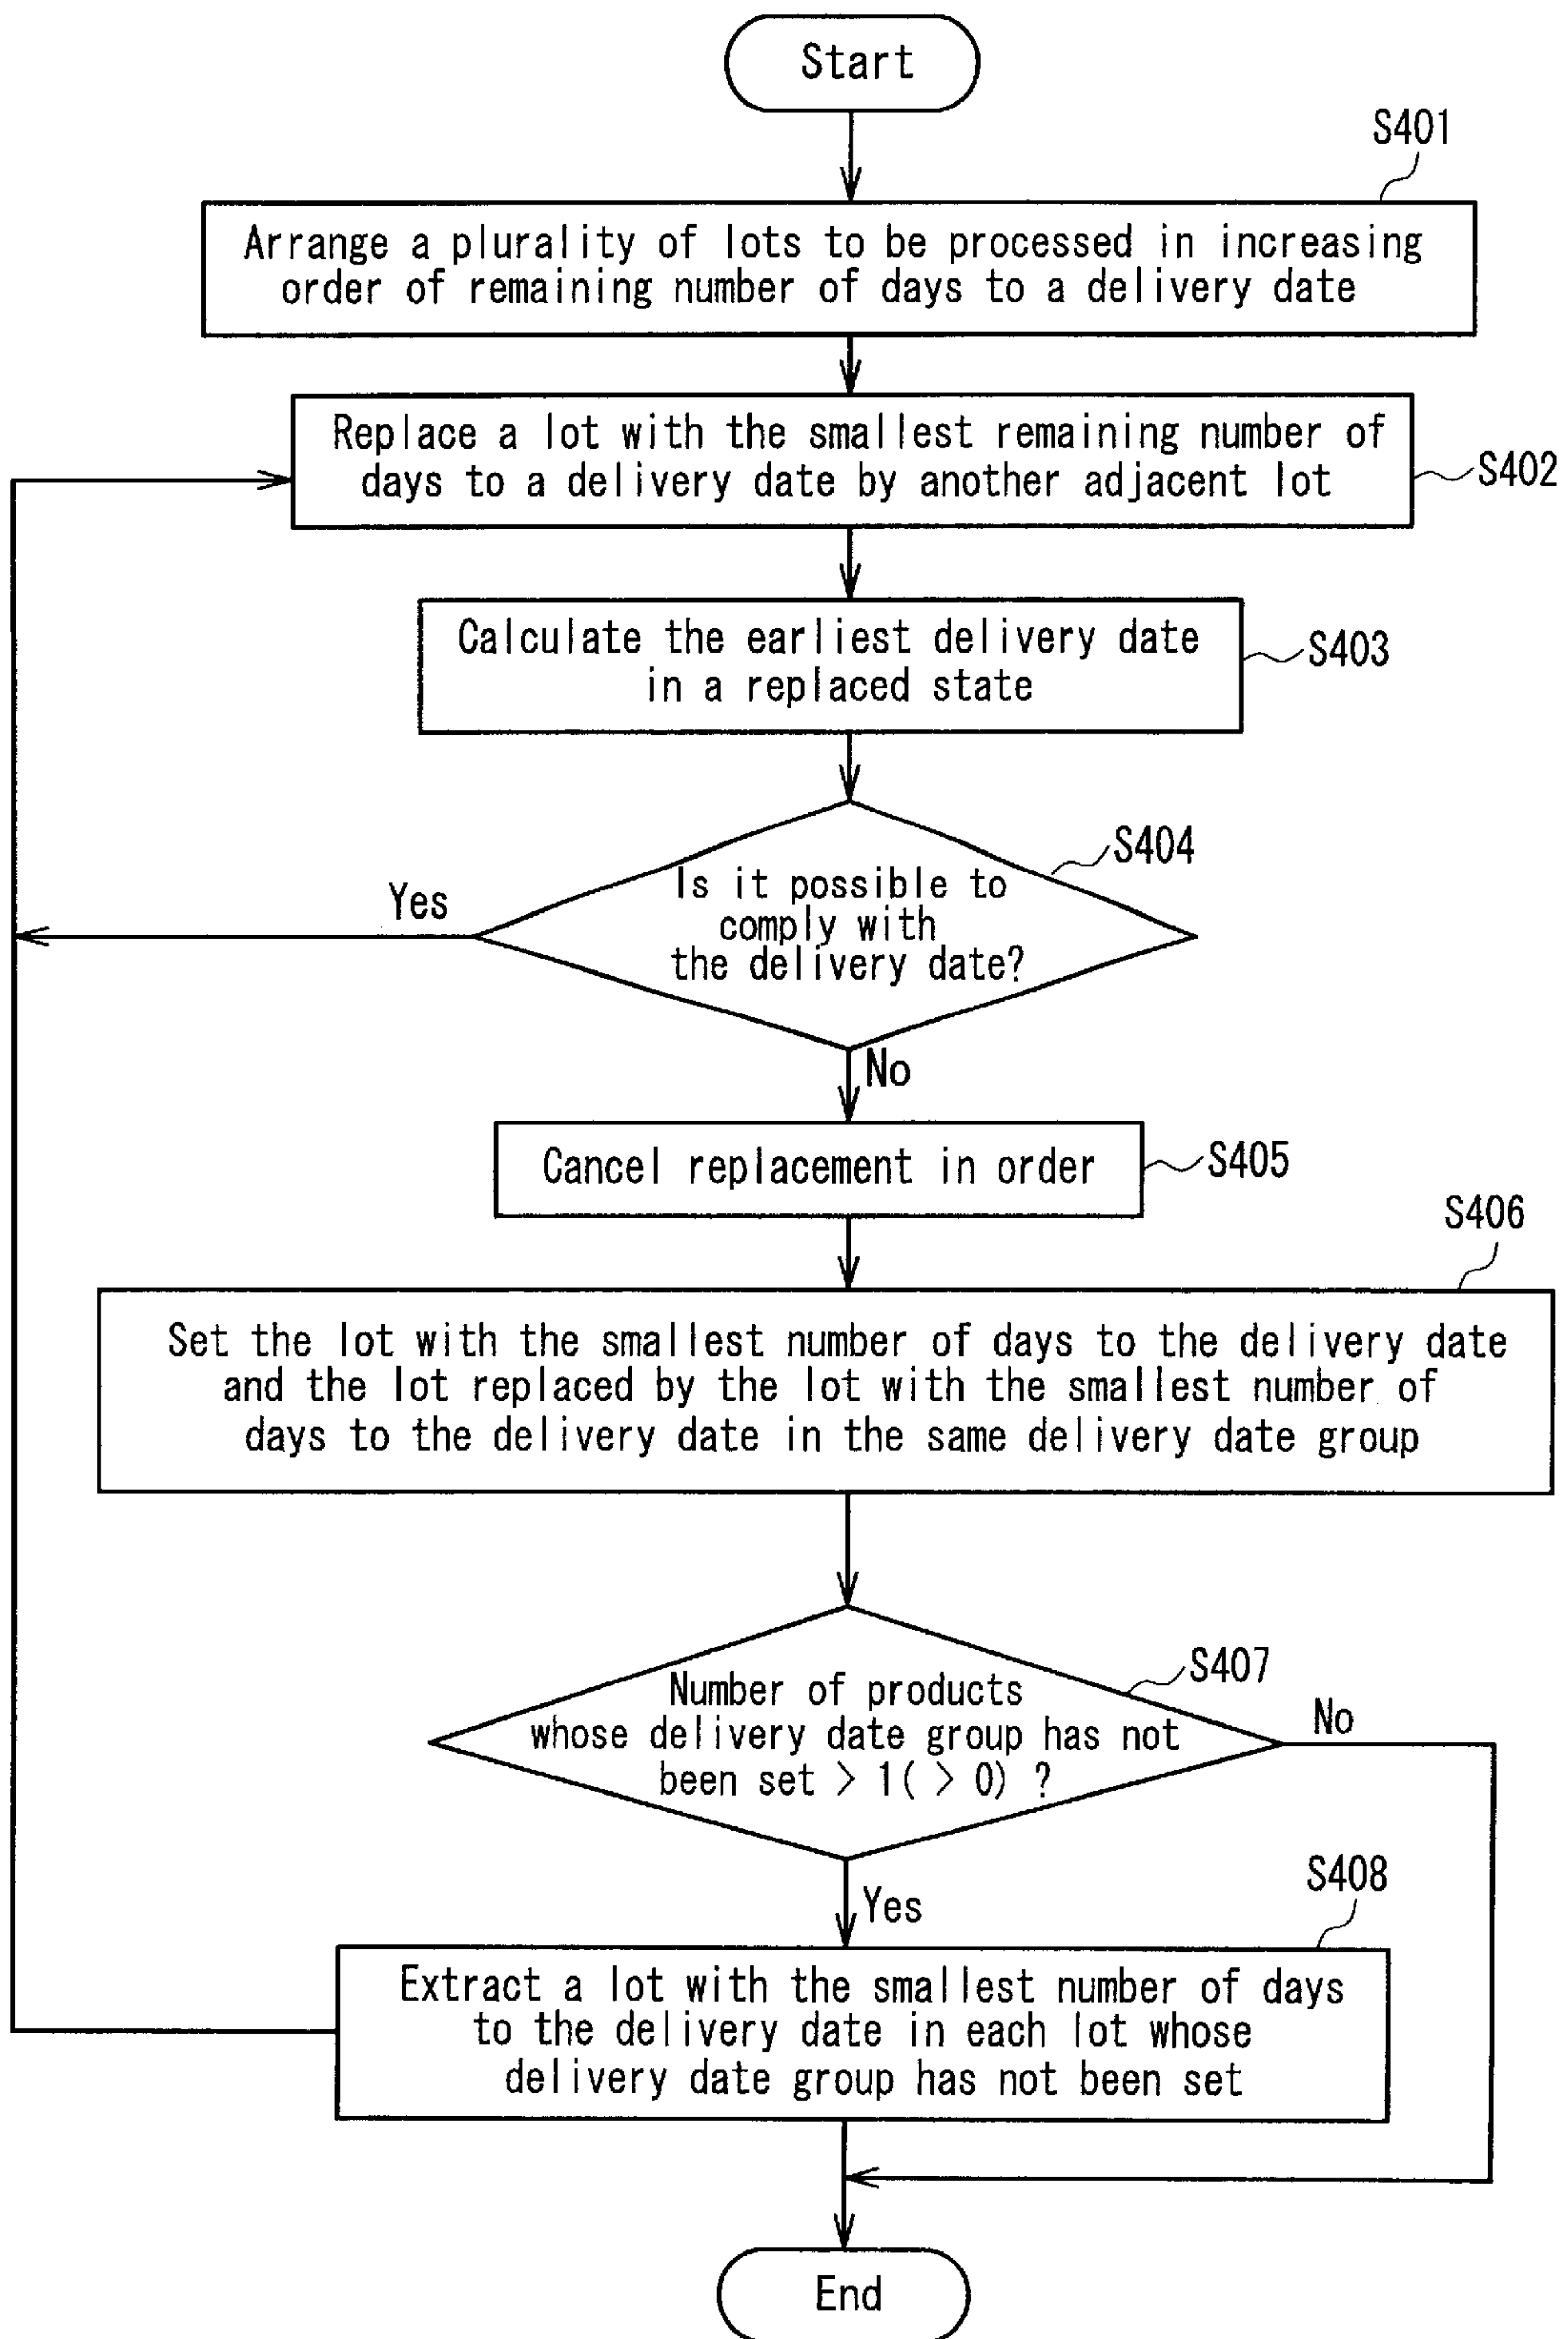 Start
S401
Arrange a plurality of lots to be processed in increasing
order of remaining number of days to a delivery date
Replace a lot with the smallest remaining number of
days to a delivery date by another adjacent lot
S402
Calculate the earliest delivery date
in a replaced state
S403
S404
Is it possible to
comply with
the delivery date?
Yes
No
Cancel replacement in order
S405
S406
Set the lot with the smallest number of days to the delivery date
and the lot replaced by the lot with the smallest number of
days to the delivery date in the same delivery date group
S407
Number of products
whose delivery date group has not
been set > 1( > 0) ?
No
Yes
S408
Extract a lot with the smallest number of days
to the delivery date in each lot whose
delivery date group has not been set
End